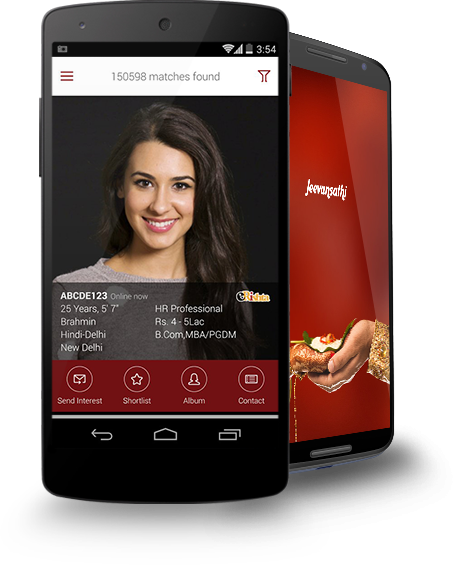 3:54
150598 matches found
Jeevansathi
ABCDE123 Online now
eRishta
25 Years, 5' 7" HR Professional
Brahmin Rs. 4 - 5Lac
Hindi-Delhi B.Com,MBA/PGDM
New Delhi
Send Interest Shortlist Album Contact